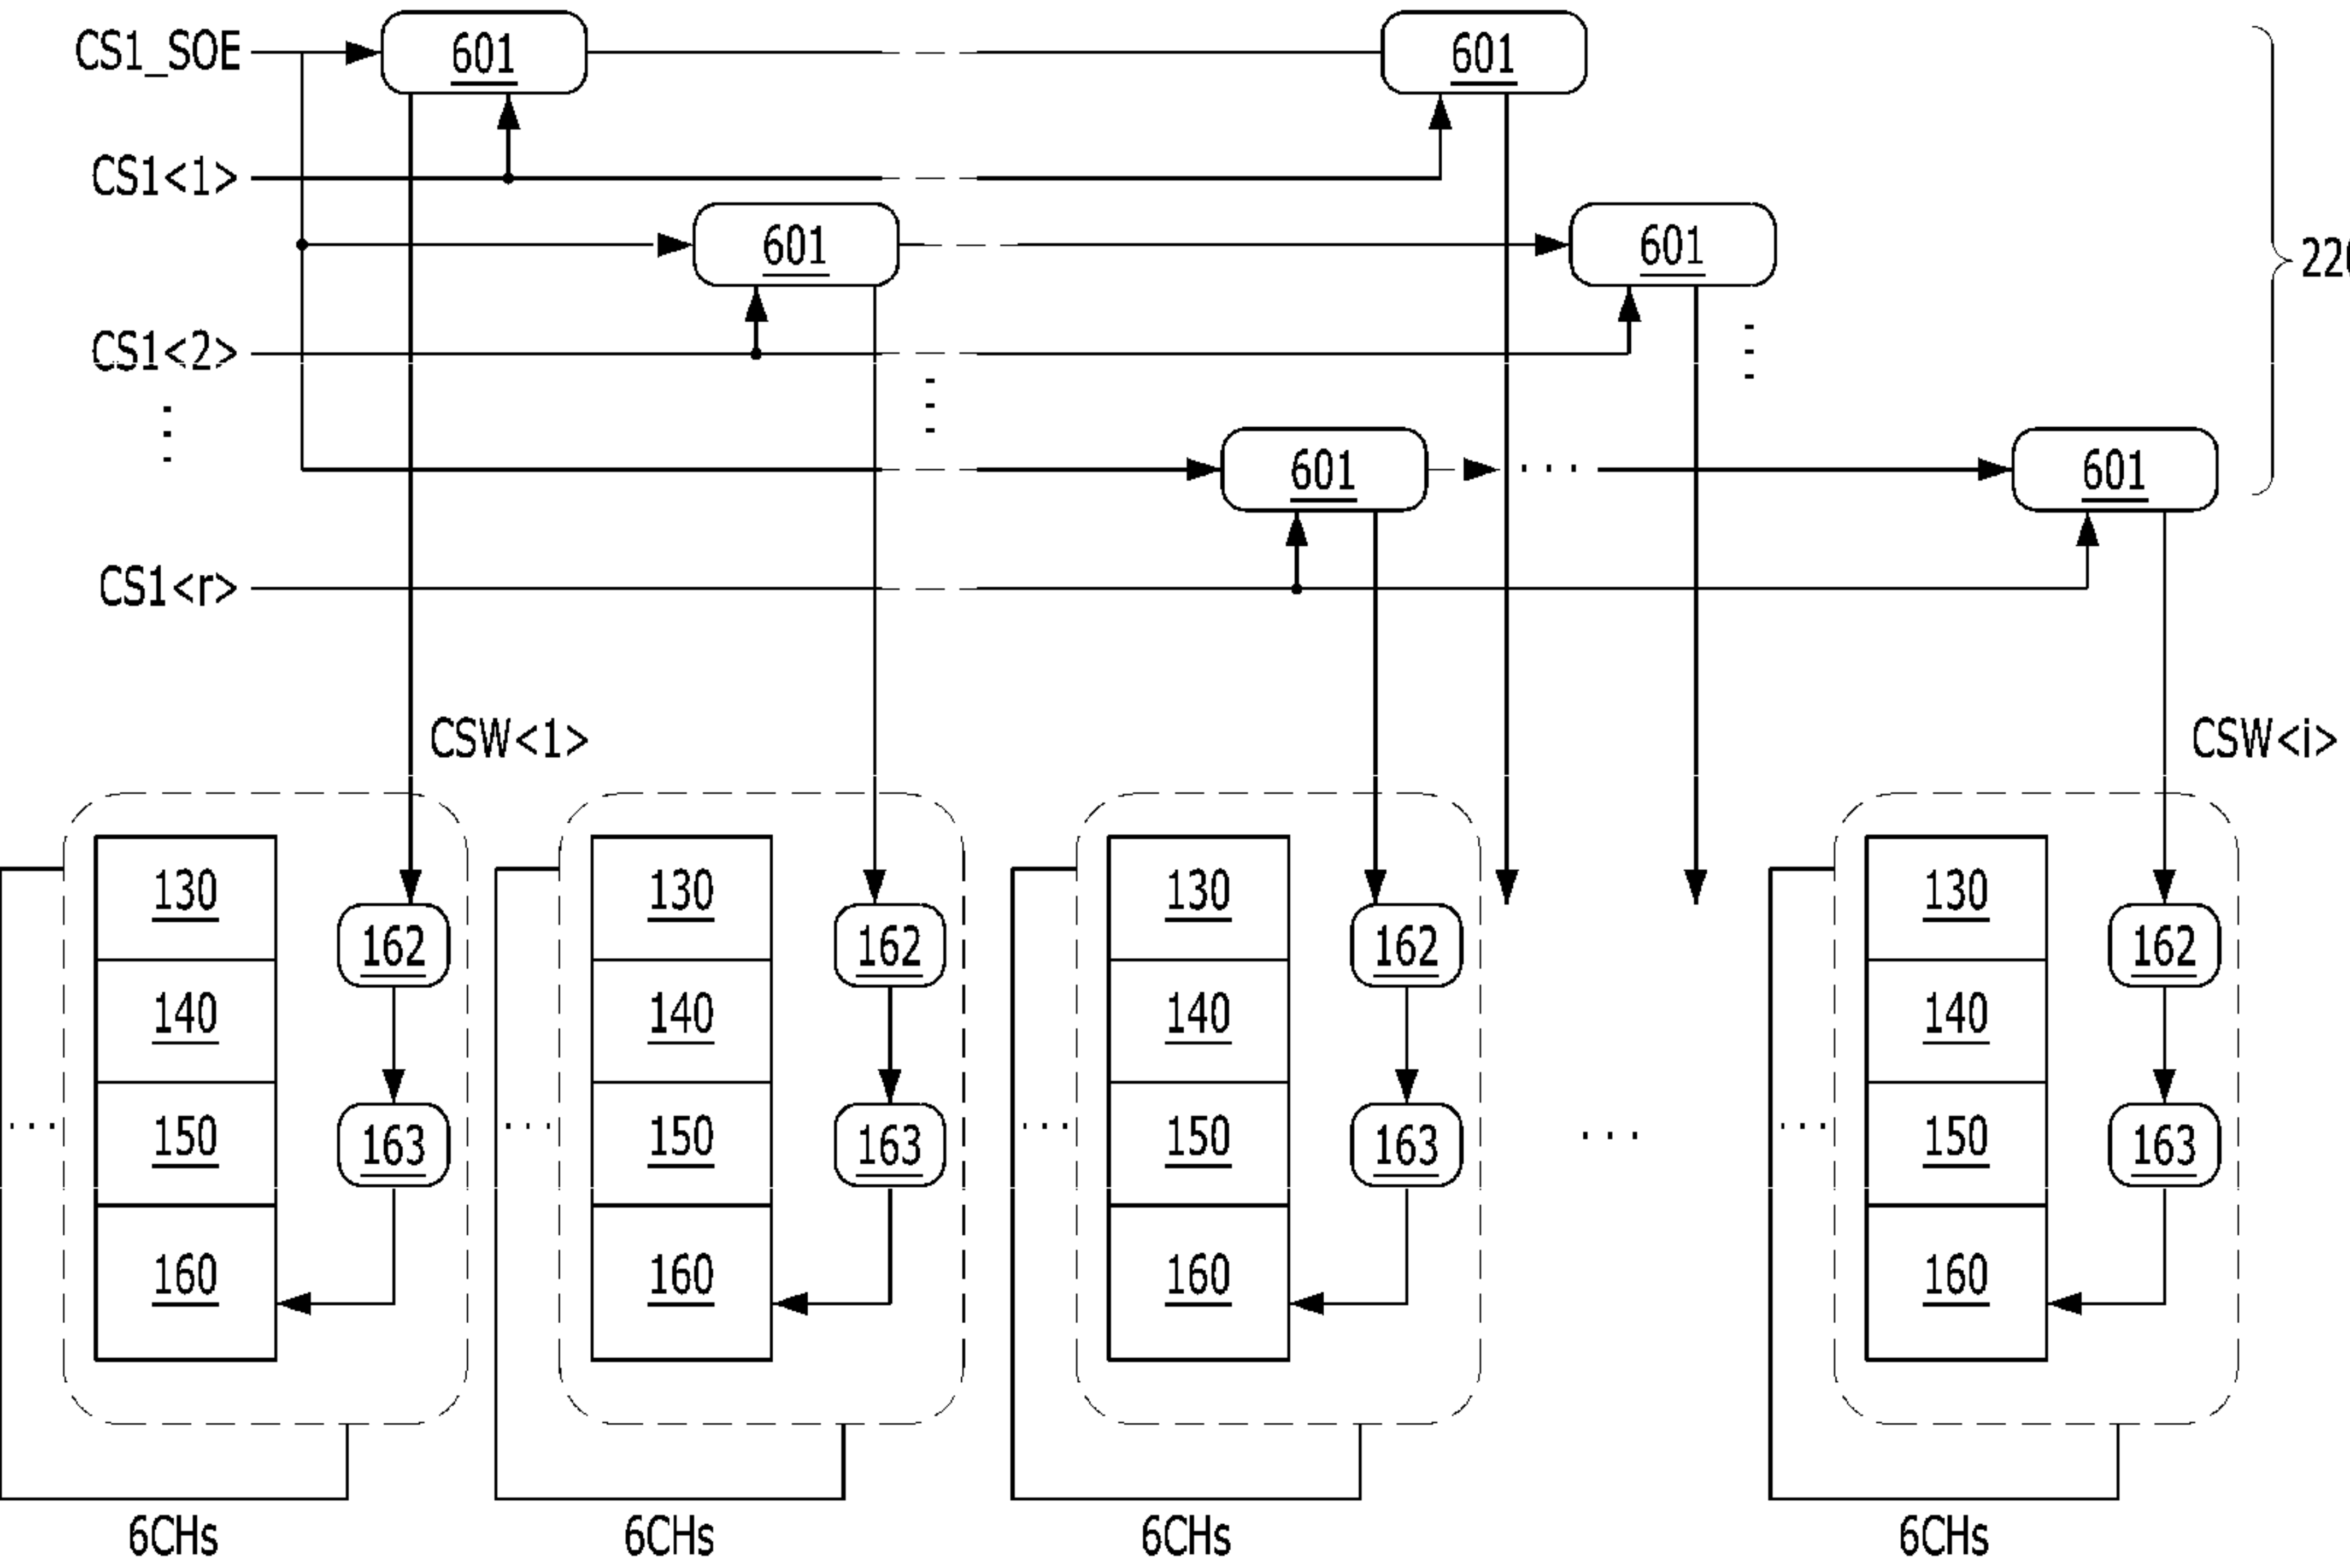 CS1_SOE 601 601
CS1<1>
601 601 220
CS1<2>
601 601
CS1<r>
CSW<1> CSW<i>
130 130 130 130
162 162 162 162
140 140 140 140
150 163 150 163 150 163 150 163
160 160 160 160
6CHs 6CHs 6CHs 6CHs